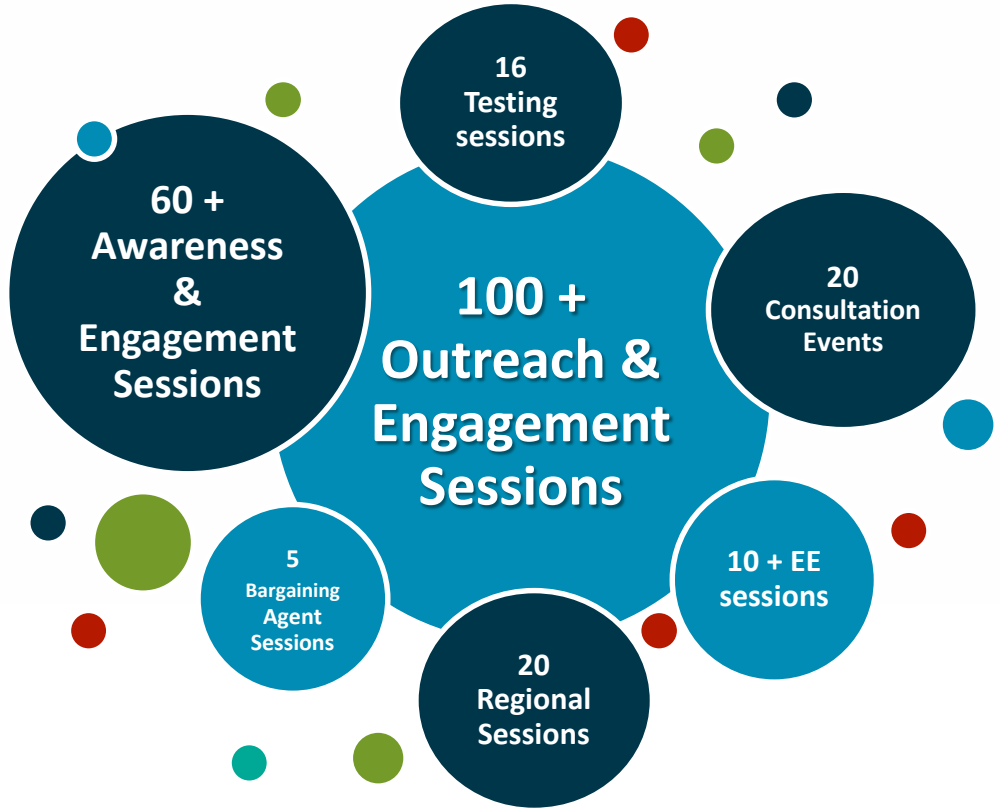 16
Testing
sessions
60 +
Awareness
&
Engagement
Sessions
100 +
Outreach &
Engagement
Sessions
20
Consultation
Events
5
Bargaining
Agent
Sessions
10 + EE
sessions
20
Regional
Sessions